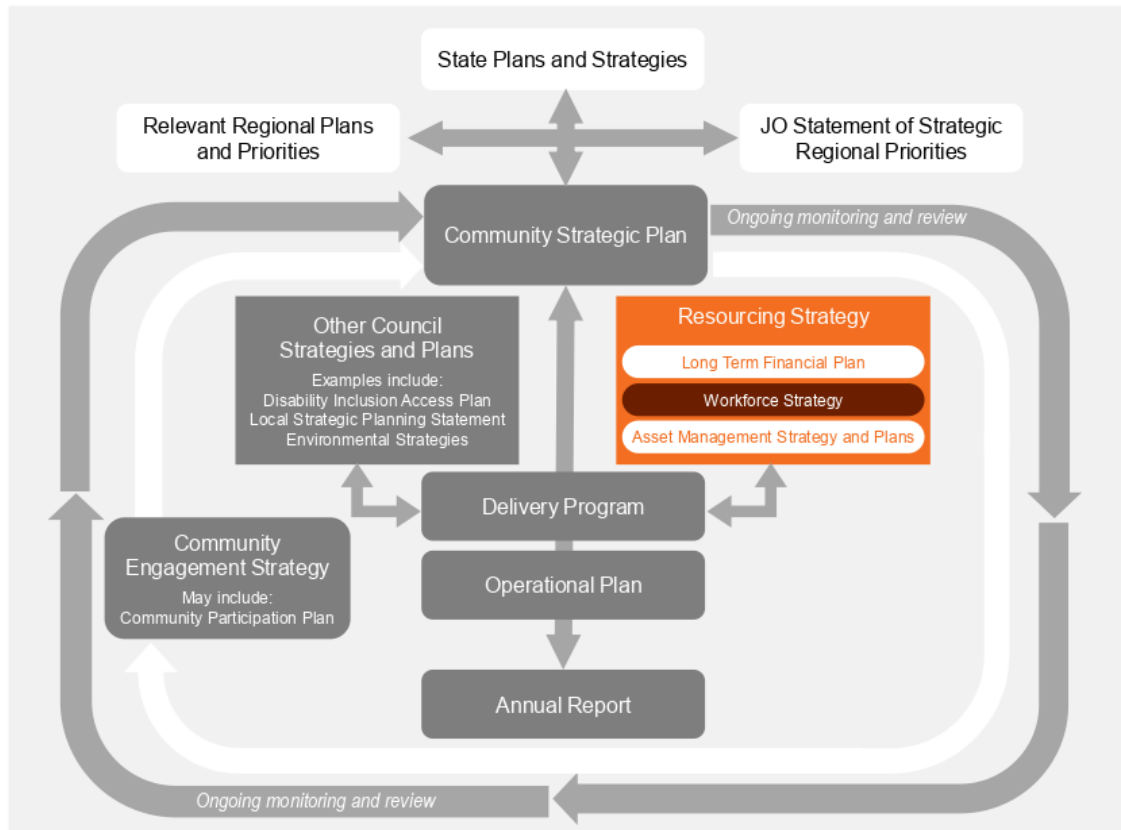 State Plans and Strategies
Relevant Regional Plans
and Priorities
JO Statement of Strategic
Regional Priorities
Community Strategic Plan
Ongoing monitoring and review
Other Council
Strategies and Plans
Examples include:
Disability Inclusion Access Plan
Local Strategic Planning Statement
Environmental Strategies
Resourcing Strategy
Long Term Financial Plan
Workforce Strategy
Asset Management Strategy and Plans
Delivery Program
Community
Engagement Strategy
May include:
Community Participation Plan
Operational Plan
Annual Report
Ongoing monitoring and review